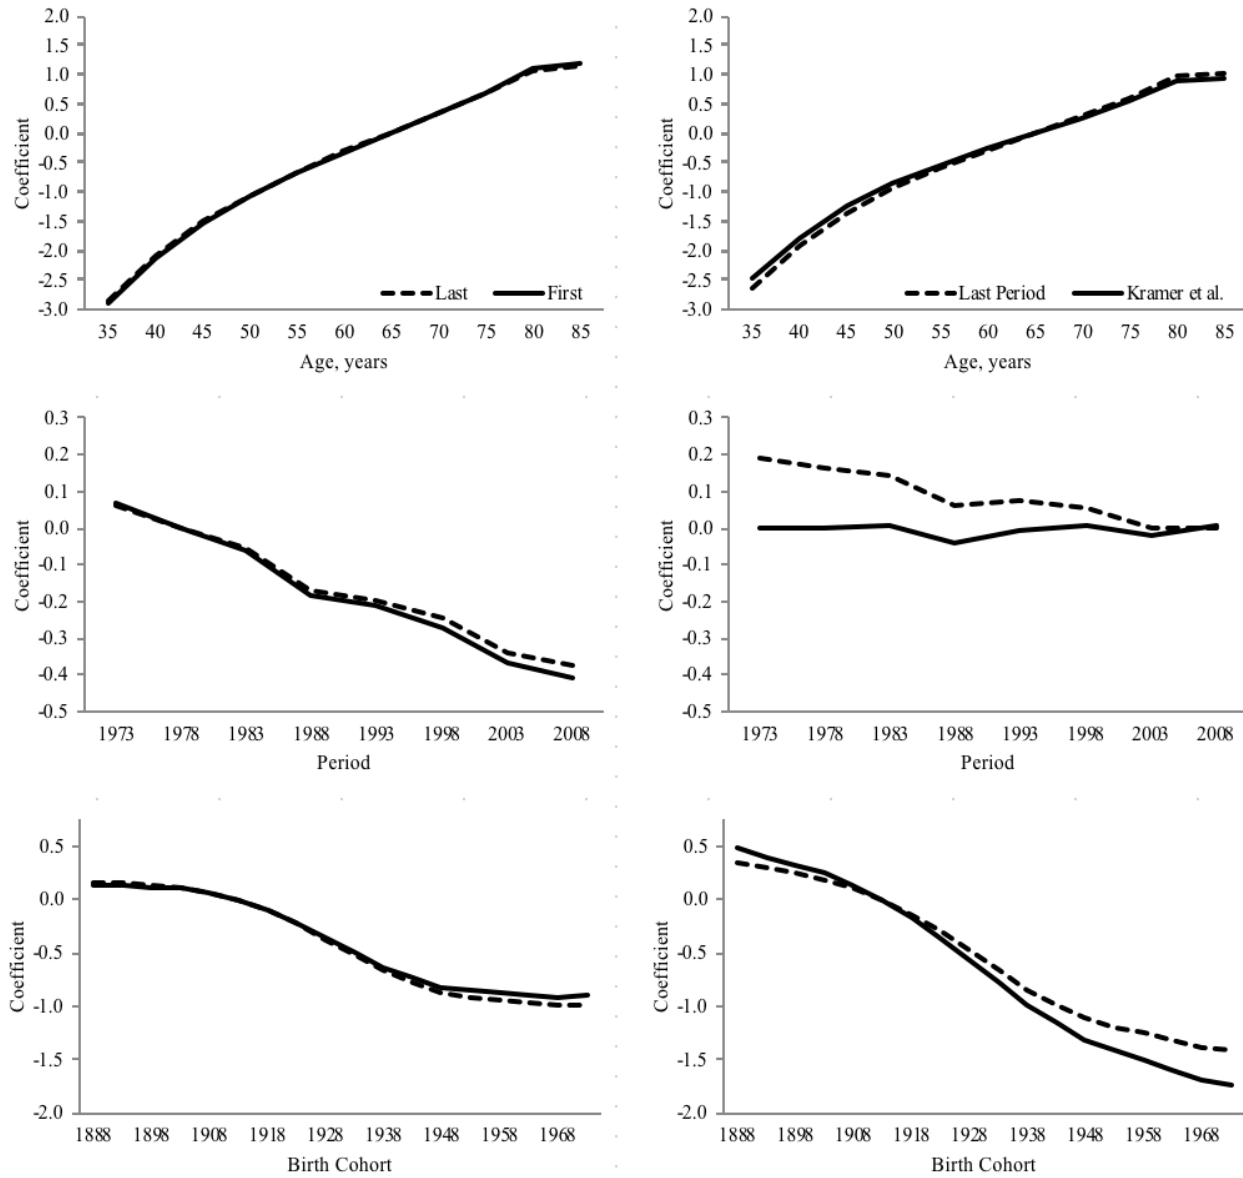 2.0
1.5
1.0
0.5
0.0
-0.5
-1.0
-1.5
-2.0
-2.5
-3.0
Coefficient
Last First
35 40 45 50 55 60 65 70 75 80 85
Age, years
2.0
1.5
1.0
0.5
0.0
-0.5
-1.0
-1.5
-2.0
-2.5
-3.0
Coefficient
Last Period Kramer et al.
35 40 45 50 55 60 65 70 75 80 85
Age, years
0.3
0.2
0.1
0.0
-0.1
-0.2
-0.3
-0.4
-0.5
Coefficient
1973 1978 1983 1988 1993 1998 2003 2008
Period
0.3
0.2
0.1
0.0
-0.1
-0.2
-0.3
-0.4
-0.5
Coefficient
1973 1978 1983 1988 1993 1998 2003 2008
Period
0.5
0.0
-0.5
-1.0
-1.5
-2.0
Coefficient
1888 1898 1908 1918 1928 1938 1948 1958 1968
Birth Cohort
0.5
0.0
-0.5
-1.0
-1.5
-2.0
Coefficient
1888 1898 1908 1918 1928 1938 1948 1958 1968
Birth Cohort